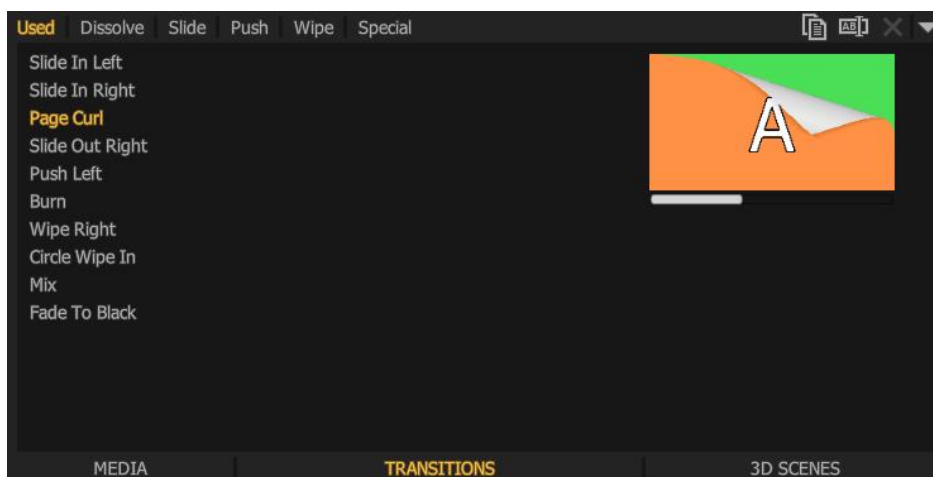 Used Dissolve Slide Push Wipe Special AB
Slide In Left
Slide In Right
Page Curl
Slide Out Right
Push Left
Burn
Wipe Right
Circle Wipe In
Mix
Fade To Black
A
MEDIA TRANSITIONS 3D SCENES